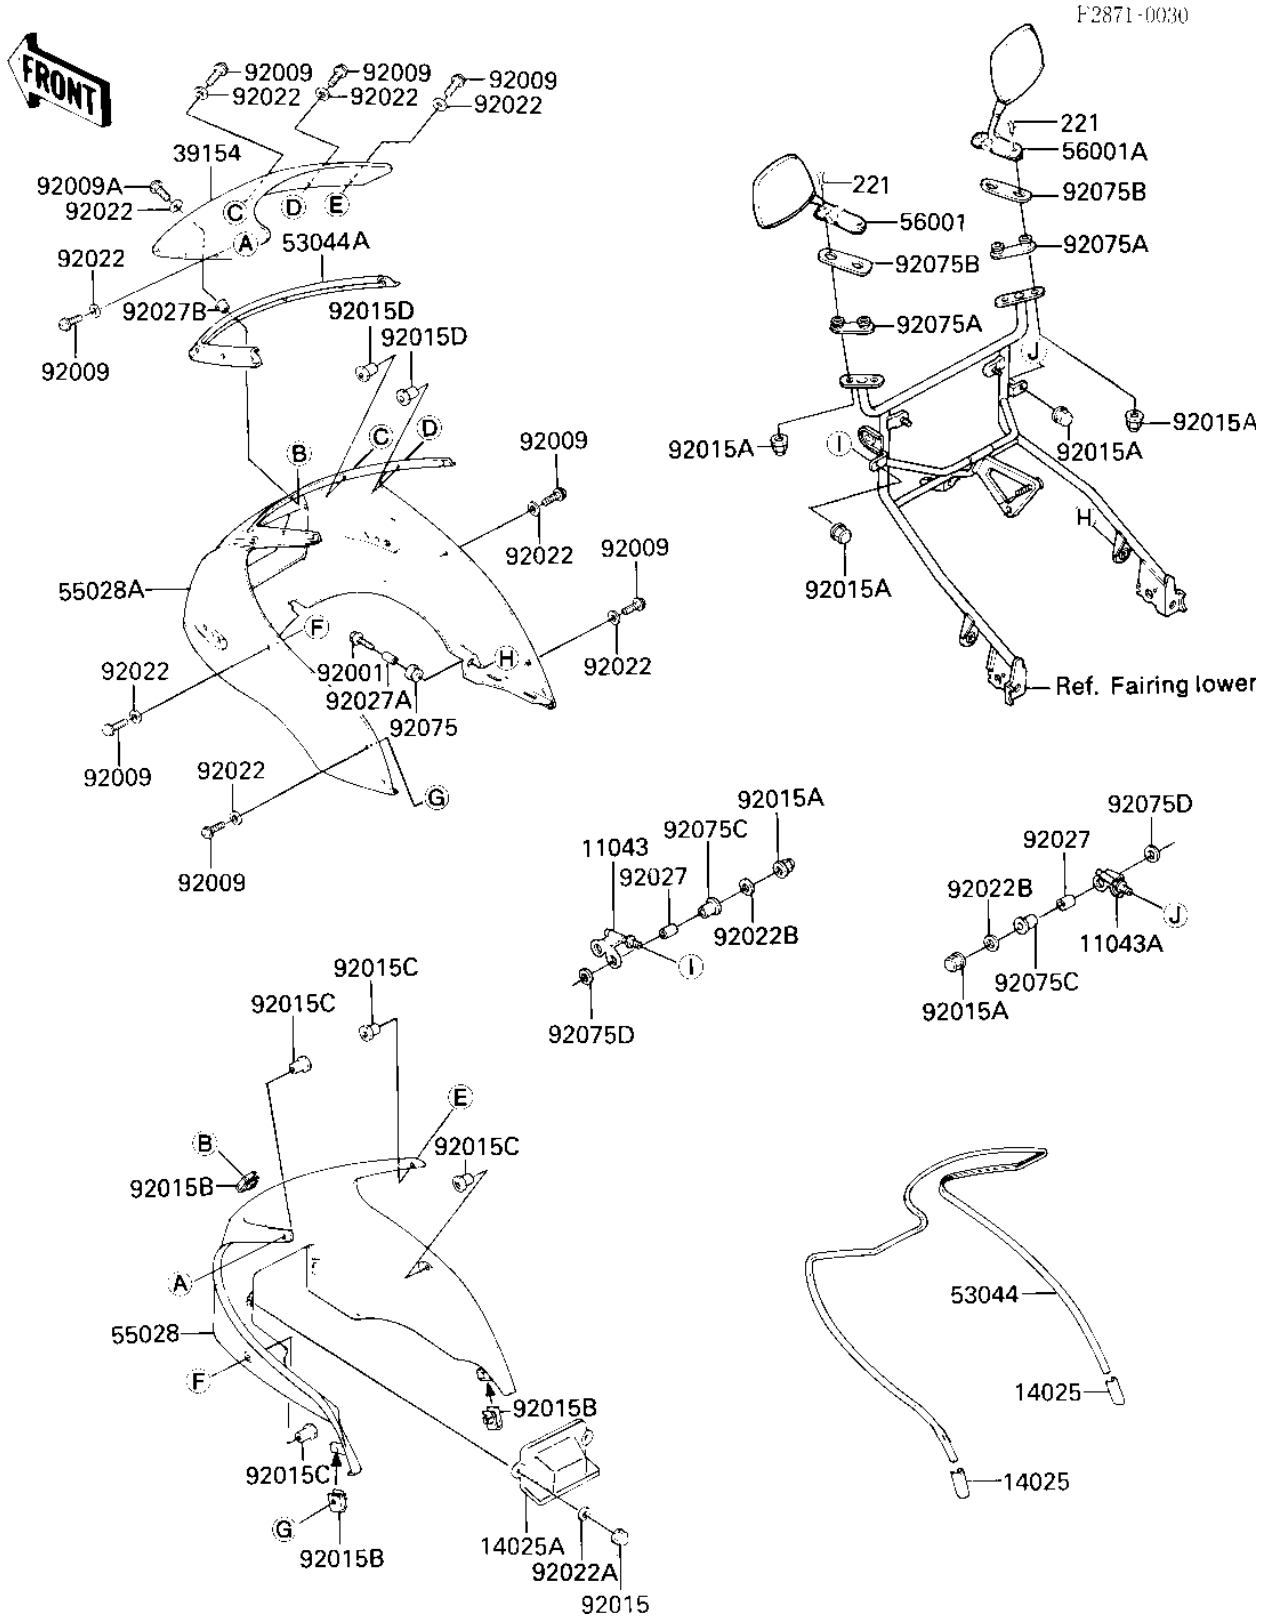 F2871-0030
FRONT
92009
92022
92009
92022
92009
92022
39154
92009A
92022
C
D
E
A
53044A
92022
92027B
92009
92015D
92015D
221
56001A
92075B
92075A
221
56001
92075B
92075A
J
92015A
I
92015A
92015A
92015A
H
Ref. Fairing lower
B
C
D
92009
92022
92009
92022
55028A
F
92001
92027A
92075
H
92022
92009
92022
92009
G
92015A
92075C
11043
92027
92022B
I
92075D
92075D
92027
92022B
J
11043A
92075C
92015A
92015C
92015C
E
92015C
B
92015B
A
55028
F
92015B
92015C
G
92015B
14025A
92022A
92015
53044
14025
14025